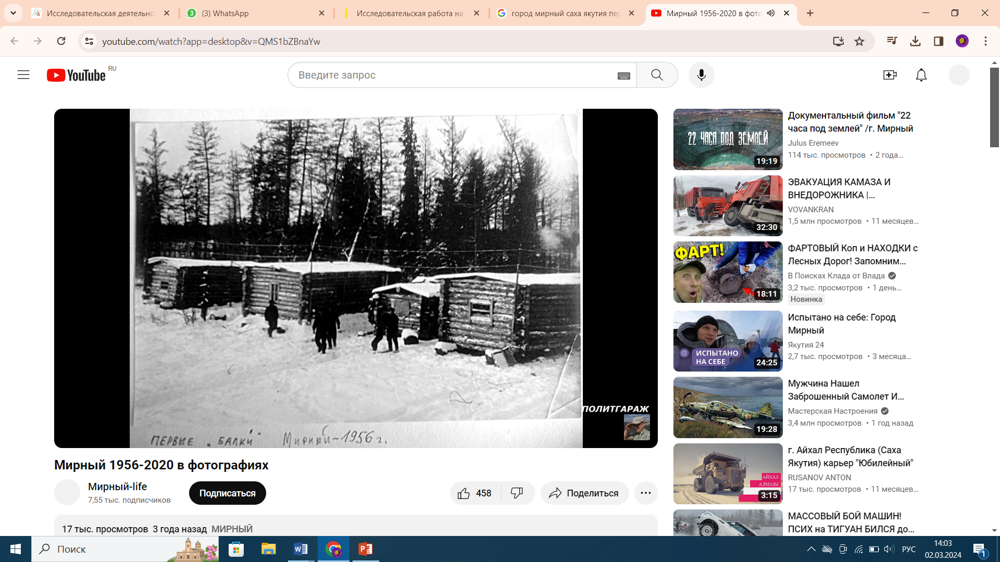 Исследовательская деятельно
(3) WhatsApp
Исследовательская работа на
город мирный саха якутия пер
Мирный 1956-2020 в фото
youtube.com/watch?app=desktop&v=QMS1bZBnaYw
YouTube RU
Введите запрос
ПОЛИТГАРАЖ
ПЕРВЫЕ "БАЛКИ" Мирный-1956 г.
Мирный 1956-2020 в фотографиях
Мирный-life
7,55 тыс. подписчиков
Подписаться
458
Поделиться
17 тыс. просмотров 3 года назад МИРНЫЙ
22 ЧАСА ПОД ЗЕМЛЕЙ
19:19
Документальный фильм "22
часа под землей" /г. Мирный
Julus Eremeev
114 тыс. просмотров • 2 года...
32:30
ЭВАКУАЦИЯ КАМАЗА И
ВНЕДОРОЖНИКА |...
VOVANKRAN
1,5 млн просмотров • 11 месяцев...
ФАРТ!
18:11
ФАРТОВЫЙ Коп и НАХОДКИ с
Лесных Дорог! Запомним...
В Поисках Клада от Влада
3,2 тыс. просмотров • 1 день...
Новинка
ИСПЫТАНО
НА СЕБЕ
24:25
Испытано на себе: Город
Мирный
Якутия 24
2,7 тыс. просмотров • 3 месяца...
19:28
Мужчина Нашел
Заброшенный Самолет И...
Мастерская Настроения
3,4 млн просмотров • 1 год назад
АЙХАЛ
АЛМАЗЫ
3:15
г. Айхал Республика (Саха
Якутия) карьер "Юбилейный"
RUSANOV ANTON
17 тыс. просмотров • 11 месяцев...
МАССОВЫЙ БОЙ МАШИН!
ПСИХ на ТИГУАН БИЛСЯ до...
Поиск
РУС
14:03
02.03.2024
1